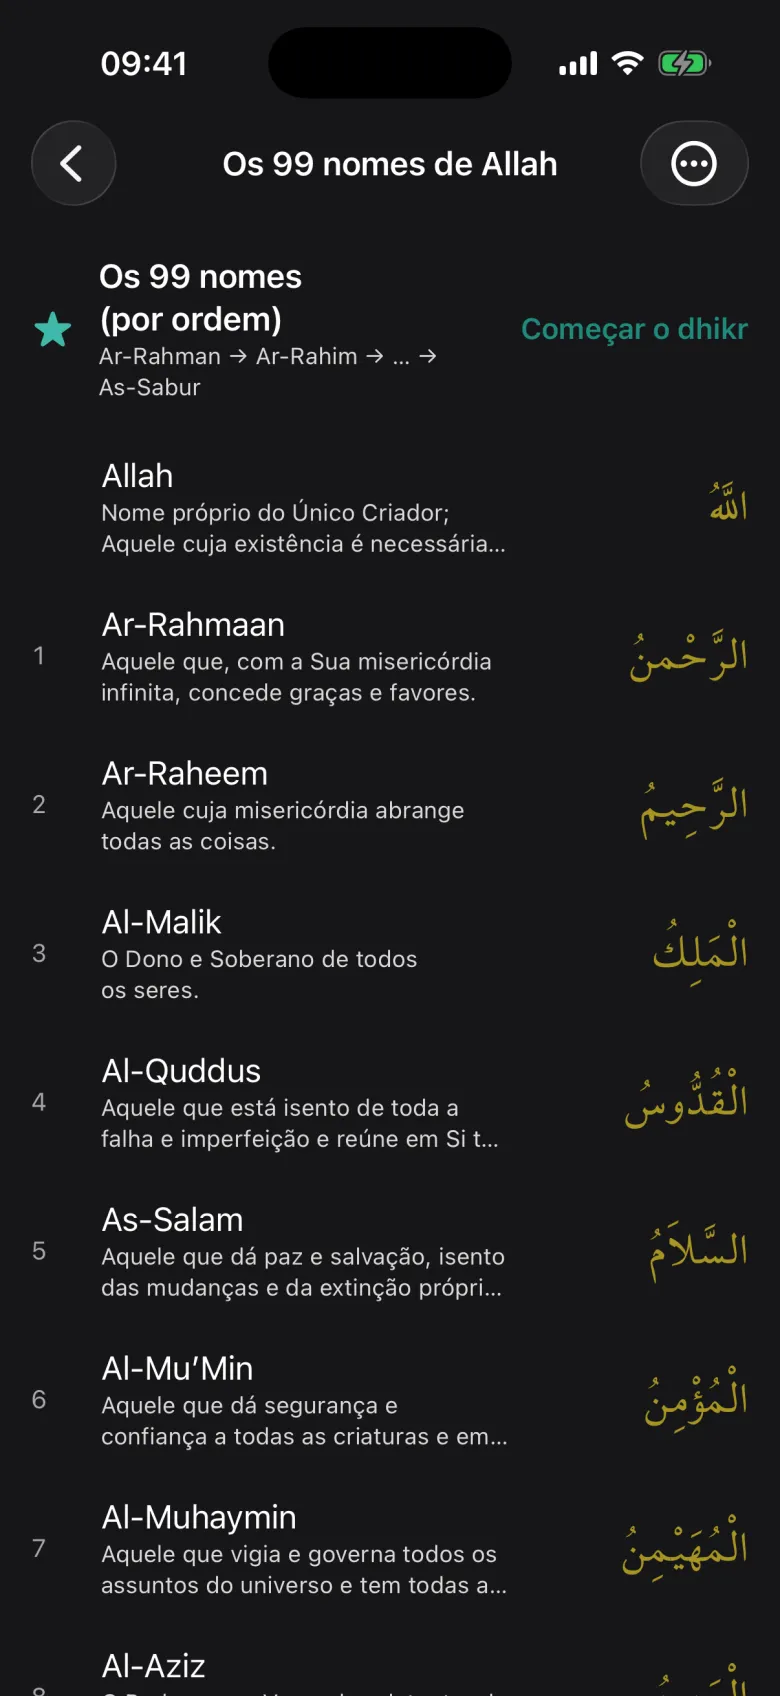 09:41
Os 99 nomes de Allah
Os 99 nomes
(por ordem)
Ar-Rahman → Ar-Rahim → ... →
As-Sabur
Começar o dhikr
Allah
Nome próprio do Único Criador;
Aquele cuja existência é necessária...
اللَّهُ
1
Ar-Rahmaan
Aquele que, com a Sua misericórdia
infinita, concede graças e favores.
الرَّحْمنُ
2
Ar-Raheem
Aquele cuja misericórdia abrange
todas as coisas.
الرَّحِيمُ
3
Al-Malik
O Dono e Soberano de todos
os seres.
الْمَلِكُ
4
Al-Quddus
Aquele que está isento de toda a
falha e imperfeição e reúne em Si t...
الْقُدُّوسُ
5
As-Salam
Aquele que dá paz e salvação, isento
das mudanças e da extinção própri...
السَّلَامُ
6
Al-Mu’Min
Aquele que dá segurança e
confiança a todas as criaturas e em...
الْمُؤْمِنُ
7
Al-Muhaymin
Aquele que vigia e governa todos os
assuntos do universo e tem todas a...
الْمُهَيْمِنُ
Al-Aziz